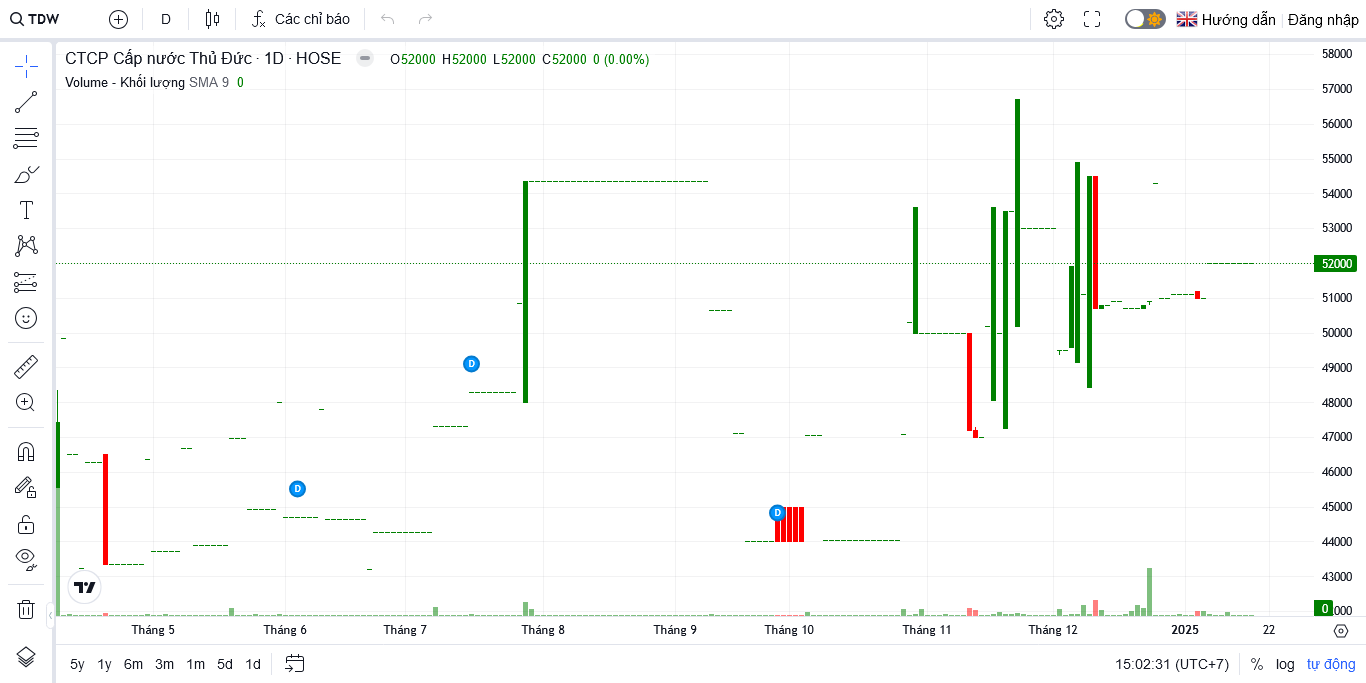 TDW D Các chỉ báo Hướng dẫn Đăng nhập
CTCP Cấp nước Thủ Đức · 1D · HOSE O52000 H52000 L52000 C52000 0 (0.00%)
Volume - Khối lượng SMA 9 0
58000
57000
56000
55000
54000
53000
52000
51000
50000
49000
48000
47000
46000
45000
44000
43000
0
D
D
D
Tháng 5 Tháng 6 Tháng 7 Tháng 8 Tháng 9 Tháng 10 Tháng 11 Tháng 12 2025 22
5y 1y 6m 3m 1m 5d 1d 15:02:31 (UTC+7) % log tự động